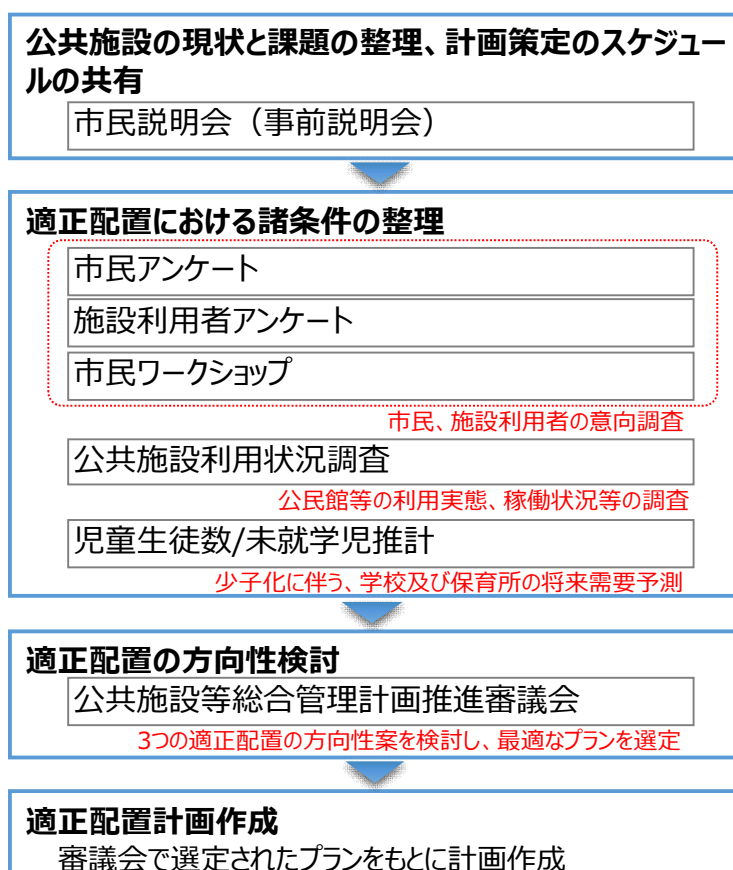 公共施設の現状と課題の整理、計画策定のスケジュー
ルの共有
市民説明会（事前説明会）
適正配置における諸条件の整理
市民アンケート
施設利用者アンケート
市民ワークショップ
市民、施設利用者の意向調査
公共施設利用状況調査
公民館等の利用実態、稼働状況等の調査
児童生徒数/未就学児推計
少子化に伴う、学校及び保育所の将来需要予測
適正配置の方向性検討
公共施設等総合管理計画推進審議会
3つの適正配置の方向性案を検討し、最適なプランを選定
適正配置計画作成
審議会で選定されたプランをもとに計画作成